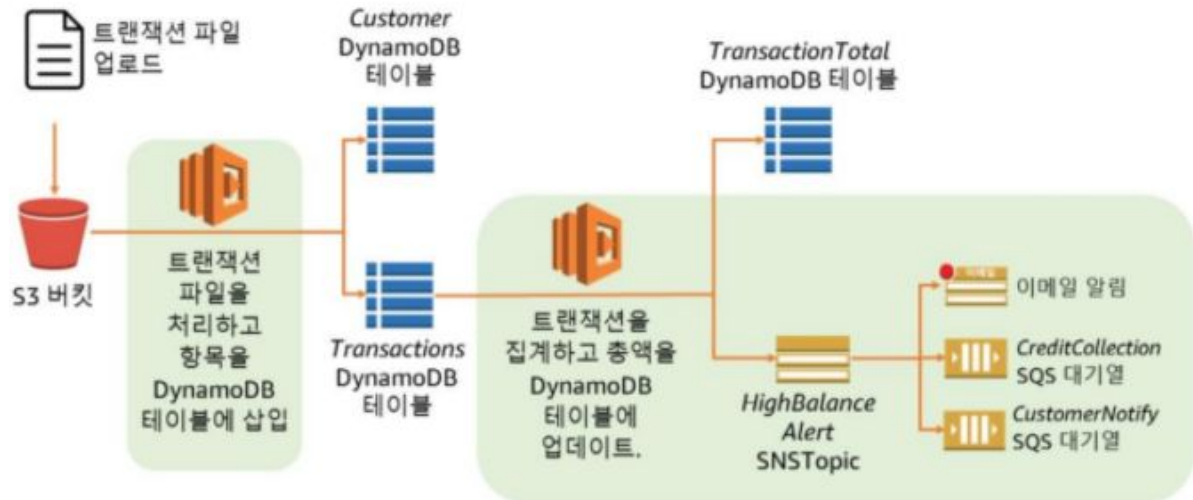 트랜잭션 파일
업로드
S3 버킷
트랜잭션
파일을
처리하고
항목을
DynamoDB
테이블에 삽입
Customer
DynamoDB
테이블
Transactions
DynamoDB
테이블
트랜잭션을
집계하고 총액을
DynamoDB
테이블에
업데이트.
TransactionTotal
DynamoDB 테이블
HighBalance
Alert
SNSTopic
이메일
이메일 알림
CreditCollection
SQS 대기열
CustomerNotify
SQS 대기열